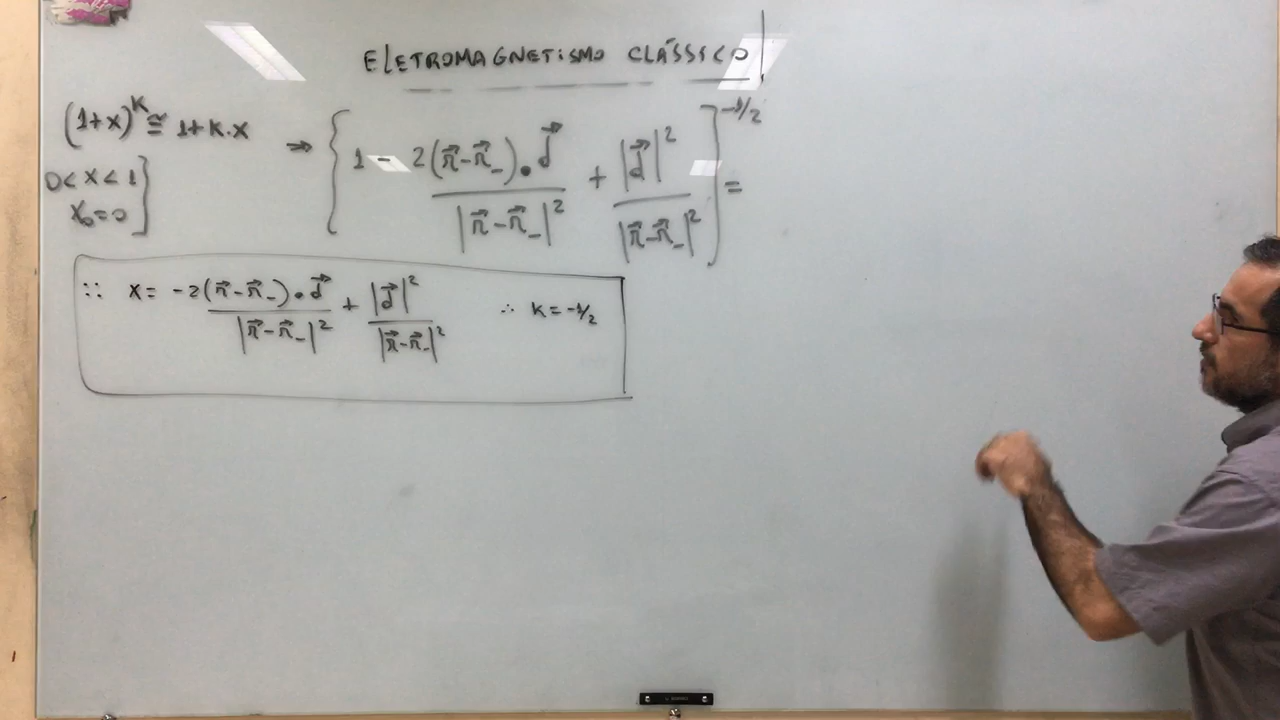 ELETROMAGNETISMO CLÁSSICO
(1+x)^K ≅ 1+K.x ⇒ { 1 - 2(r⃗-r⃗_-)•d⃗ / |r⃗-r⃗_-|² + |d⃗|² / |r⃗-r⃗_-|² ]^-1/2 =
0 < x < 1
x₀=0
∵ x = -2(r⃗-r⃗_-)•d⃗ / |r⃗-r⃗_-|² + |d⃗|² / |r⃗-r⃗_-|² ∴ K = -1/2